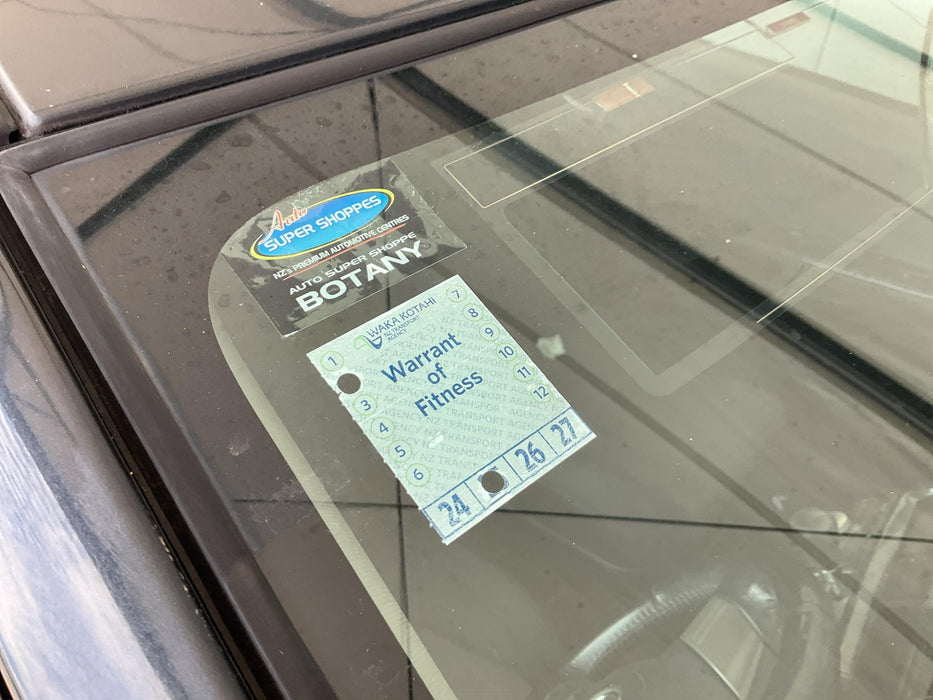 Auto
SUPER SHOPPES
NZ's PREMIUM AUTOMOTIVE CENTRES
AUTO SUPER SHOPPE
BOTANY
WAKA KOTAHI
NZ TRANSPORT
AGENCY
Warrant
of
Fitness
1
3
4
5
6
7
8
9
10
11
12
24 26 27